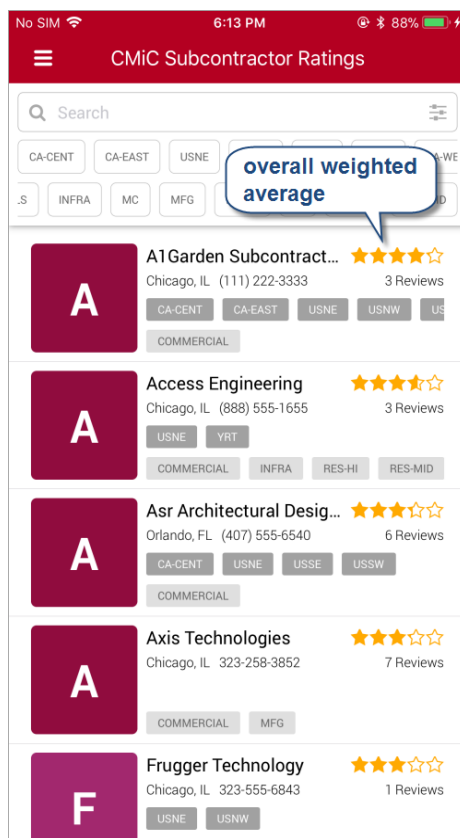 No SIM 6:13 PM 88%
CMiC Subcontractor Ratings
Search
CA-CENT CA-EAST USNE
INFRA MC MFG
overall weighted
average
A
A1Garden Subcontract...
Chicago, IL (111) 222-3333 3 Reviews
CA-CENT CA-EAST USNE USNW US
COMMERCIAL
A
Access Engineering
Chicago, IL (888) 555-1655 3 Reviews
USNE YRT
COMMERCIAL INFRA RES-HI RES-MID
A
Asr Architectural Desig...
Orlando, FL (407) 555-6540 6 Reviews
CA-CENT USNE USSE USSW
COMMERCIAL
A
Axis Technologies
Chicago, IL 323-258-3852 7 Reviews
COMMERCIAL MFG
F
Frugger Technology
Chicago, IL 323-555-6843 1 Reviews
USNE USNW